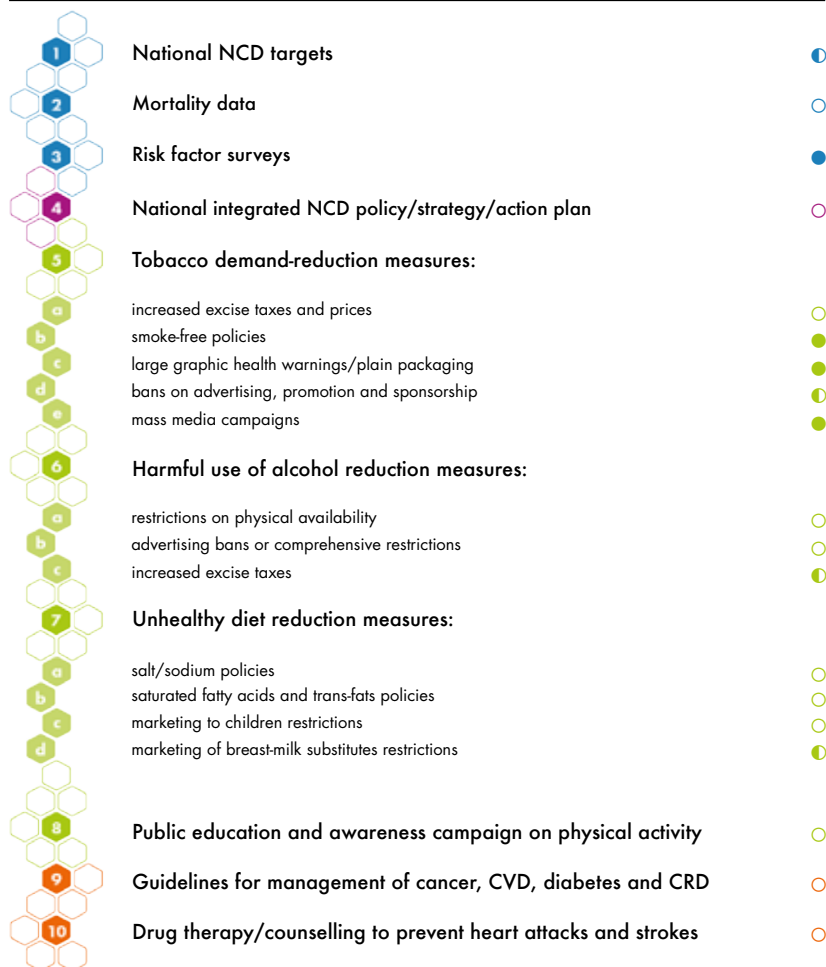 1 National NCD targets
2 Mortality data
3 Risk factor surveys
4 National integrated NCD policy/strategy/action plan
5 Tobacco demand-reduction measures:
a increased excise taxes and prices
b smoke-free policies
c large graphic health warnings/plain packaging
d bans on advertising, promotion and sponsorship
e mass media campaigns
6 Harmful use of alcohol reduction measures:
a restrictions on physical availability
b advertising bans or comprehensive restrictions
c increased excise taxes
7 Unhealthy diet reduction measures:
a salt/sodium policies
b saturated fatty acids and trans-fats policies
c marketing to children restrictions
d marketing of breast-milk substitutes restrictions
8 Public education and awareness campaign on physical activity
9 Guidelines for management of cancer, CVD, diabetes and CRD
10 Drug therapy/counselling to prevent heart attacks and strokes